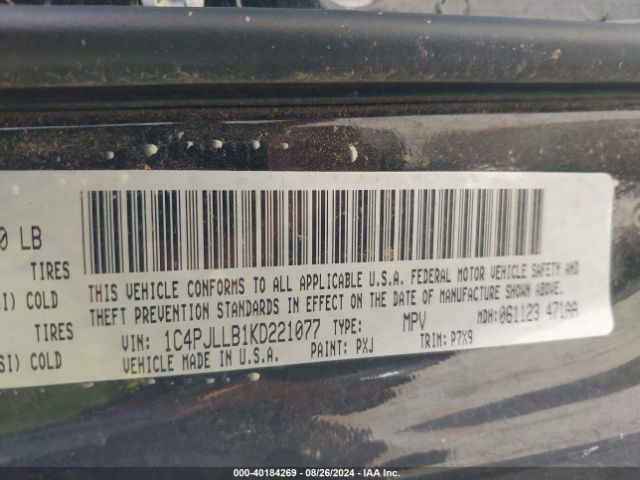 0 LB
TIRES
SI) COLD
TIRES
SI) COLD
THIS VEHICLE CONFORMS TO ALL APPLICABLE U.S.A. FEDERAL MOTOR VEHICLE SAFETY AND
THEFT PREVENTION STANDARDS IN EFFECT ON THE DATE OF MANUFACTURE SHOWN ABOVE.
VIN: 1C4PJLLB1KD221077 TYPE: MPV MDH: 061123 471AA
VEHICLE MADE IN U.S.A. PAINT: PXJ TRIM: P7X9
000-40184269 - 08/26/2024 - IAA Inc.